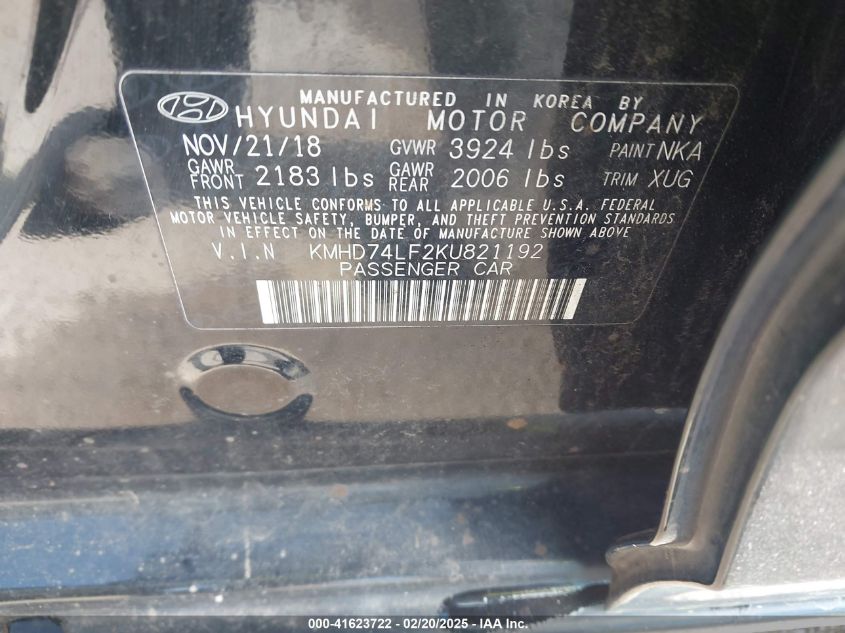 MANUFACTURED IN KOREA BY
HYUNDAI MOTOR COMPANY
NOV/21/18 GVWR 3924 lbs PAINT NKA
GAWR FRONT 2183 lbs GAWR REAR 2006 lbs TRIM XUG
THIS VEHICLE CONFORMS TO ALL APPLICABLE U.S.A. FEDERAL
MOTOR VEHICLE SAFETY, BUMPER, AND THEFT PREVENTION STANDARDS
IN EFFECT ON THE DATE OF MANUFACTURE SHOWN ABOVE
V.I.N KMHD74LF2KU821192
PASSENGER CAR
000-41623722 - 02/20/2025 - © IAA Inc.